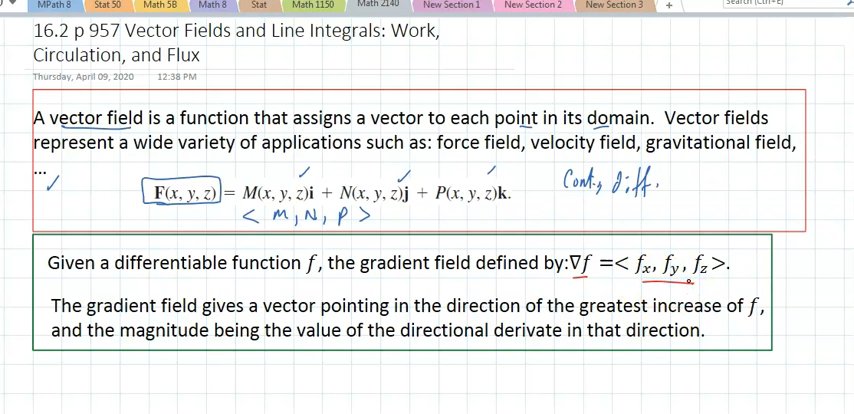 MPath 8 Stat 50 Math 5B Math 8 Stat Math 1150 Math 2140 New Section 1 New Section 2 New Section 3 + Search (Ctrl+E)
16.2 p 957 Vector Fields and Line Integrals: Work,
Circulation, and Flux
Thursday, April 09, 2020 12:38 PM
A vector field is a function that assigns a vector to each point in its domain. Vector fields
represent a wide variety of applications such as: force field, velocity field, gravitational field,
...
F(x, y, z) = M(x, y, z)i + N(x, y, z)j + P(x, y, z)k. Cont, diff.
< M, N, P >
Given a differentiable function f, the gradient field defined by:∇f =< fx, fy, fz >.
The gradient field gives a vector pointing in the direction of the greatest increase of f,
and the magnitude being the value of the directional derivate in that direction.